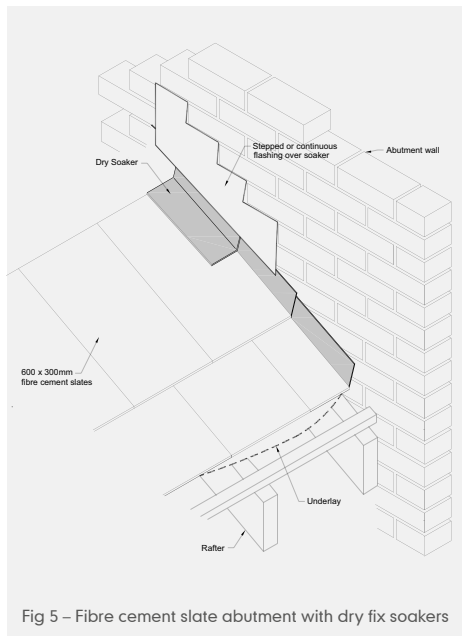 Stepped or continuous
flashing over soaker
Abutment wall
Dry Soaker
600 x 300mm
fibre cement slates
Underlay
Rafter
Fig 5 – Fibre cement slate abutment with dry fix soakers